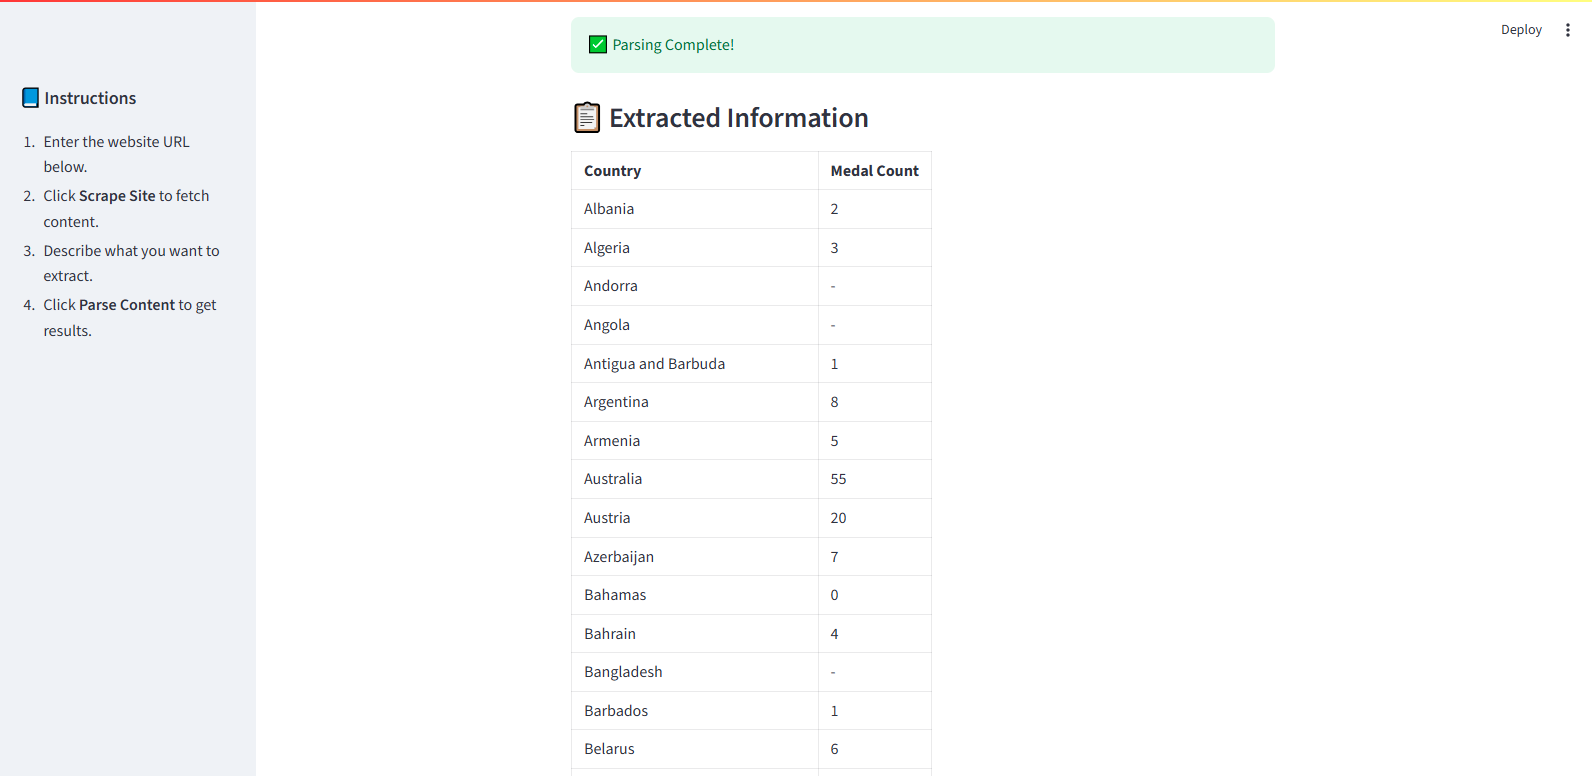 Deploy
Instructions
1. Enter the website URL
below.
2. Click Scrape Site to fetch
content.
3. Describe what you want to
extract.
4. Click Parse Content to get
results.
Parsing Complete!
Extracted Information
Country Medal Count
Albania 2
Algeria 3
Andorra -
Angola -
Antigua and Barbuda 1
Argentina 8
Armenia 5
Australia 55
Austria 20
Azerbaijan 7
Bahamas 0
Bahrain 4
Bangladesh -
Barbados 1
Belarus 6